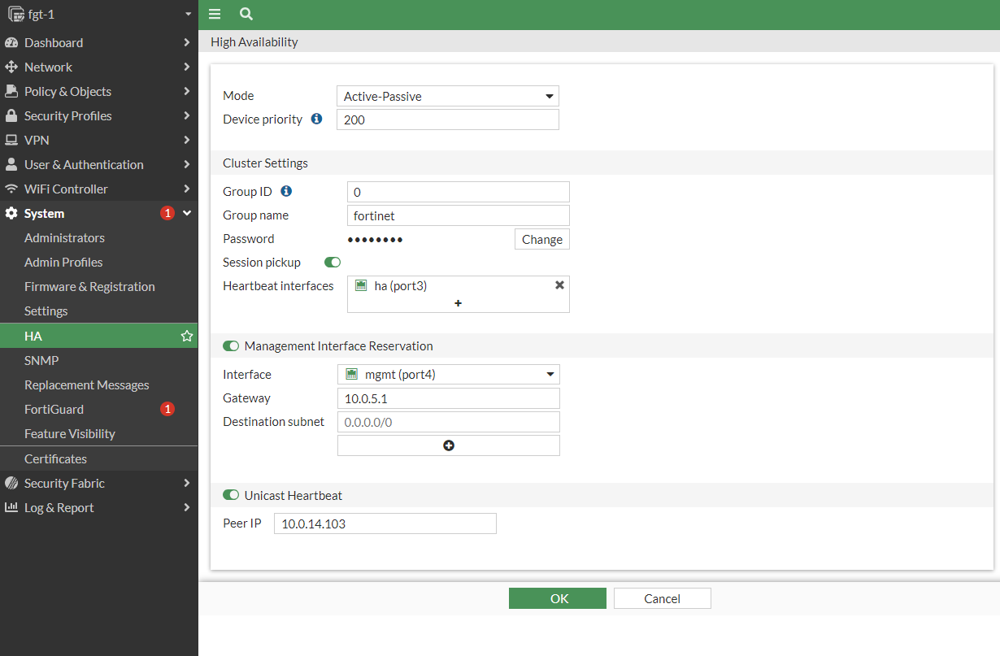 fgt-1
Dashboard
Network
Policy & Objects
Security Profiles
VPN
User & Authentication
WiFi Controller
System 1
Administrators
Admin Profiles
Firmware & Registration
Settings
HA
SNMP
Replacement Messages
FortiGuard 1
Feature Visibility
Certificates
Security Fabric
Log & Report
High Availability
Mode Active-Passive
Device priority 200
Cluster Settings
Group ID 0
Group name fortinet
Password •••••••• Change
Session pickup
Heartbeat interfaces ha (port3)
Management Interface Reservation
Interface mgmt (port4)
Gateway 10.0.5.1
Destination subnet 0.0.0.0/0
Unicast Heartbeat
Peer IP 10.0.14.103
OK Cancel